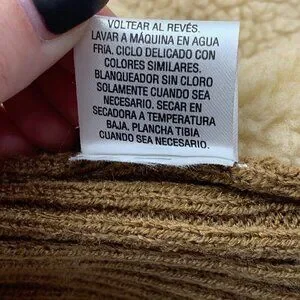 VOLTEAR AL REVÉS.
LAVAR A MÁQUINA EN AGUA
FRÍA. CICLO DELICADO CON
COLORES SIMILARES.
BLANQUEADOR SIN CLORO
SOLAMENTE CUANDO SEA
NECESARIO. SECAR EN
SECADORA A TEMPERATURA
BAJA. PLANCHA TIBIA
CUANDO SEA NECESARIO.